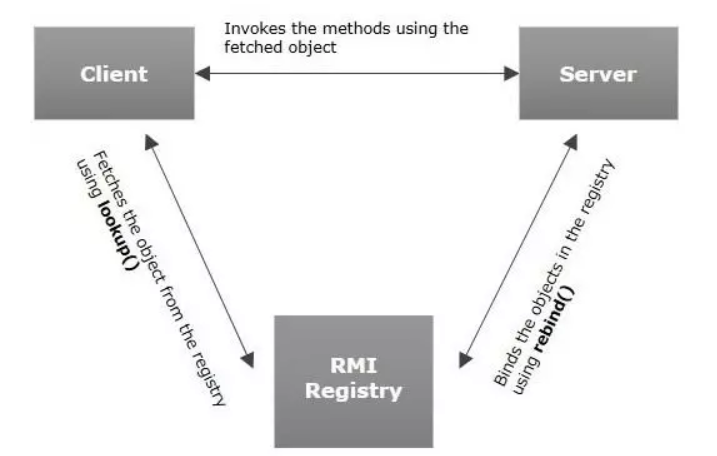 Invokes the methods using the
fetched object
Client
Server
Fetches the object from the registry
using lookup()
Binds the objects in the registry
using rebind()
RMI
Registry